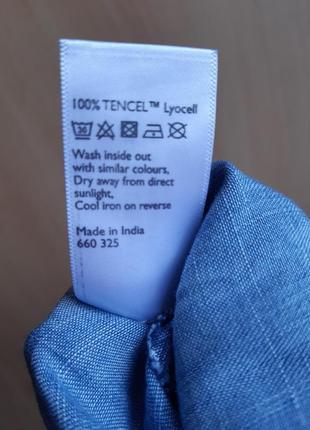 100% TENCEL™ Lyocell
30
Wash inside out
with similar colours,
Dry away from direct
sunlight,
Cool iron on reverse
Made in India
660 325